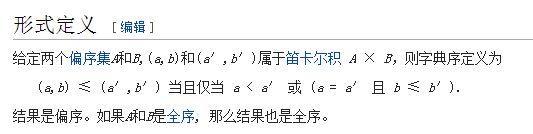 形式定义 [编辑]
给定两个偏序集A和B,(a,b)和(a′,b′)属于笛卡尔积 A × B，则字典序定义为
(a,b) ≤ (a′,b′) 当且仅当 a < a′ 或 (a = a′ 且 b ≤ b′).
结果是偏序。如果A和B是全序, 那么结果也是全序。